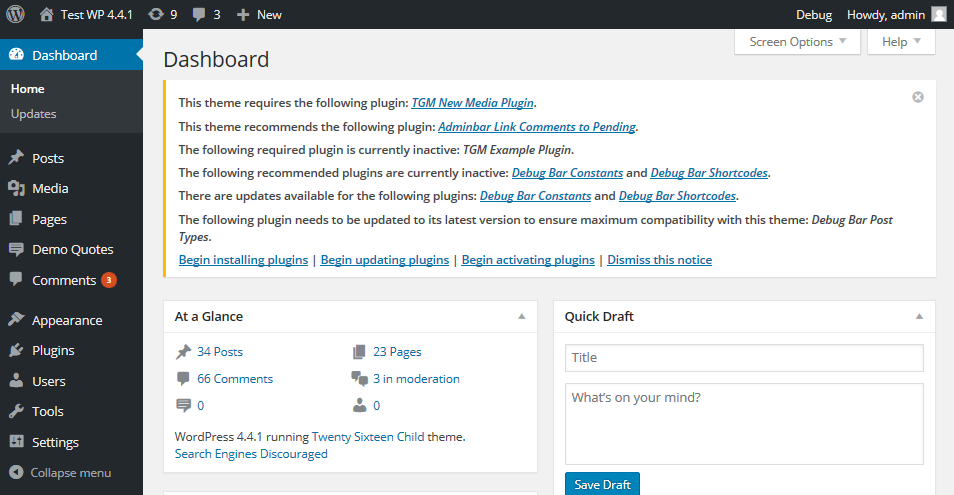 Test WP 4.4.1 9 3 New Debug Howdy, admin
Screen Options Help
Dashboard
Home
Updates
Posts
Media
Pages
Demo Quotes
Comments 3
Appearance
Plugins
Users
Tools
Settings
Collapse menu
Dashboard
This theme requires the following plugin: TGM New Media Plugin.
This theme recommends the following plugin: Adminbar Link Comments to Pending.
The following required plugin is currently inactive: TGM Example Plugin.
The following recommended plugins are currently inactive: Debug Bar Constants and Debug Bar Shortcodes.
There are updates available for the following plugins: Debug Bar Constants and Debug Bar Shortcodes.
The following plugin needs to be updated to its latest version to ensure maximum compatibility with this theme: Debug Bar Post
Types.
Begin installing plugins | Begin updating plugins | Begin activating plugins | Dismiss this notice
At a Glance
34 Posts 23 Pages
66 Comments 3 in moderation
0 0
WordPress 4.4.1 running Twenty Sixteen Child theme.
Search Engines Discouraged
Quick Draft
Title
What's on your mind?
Save Draft